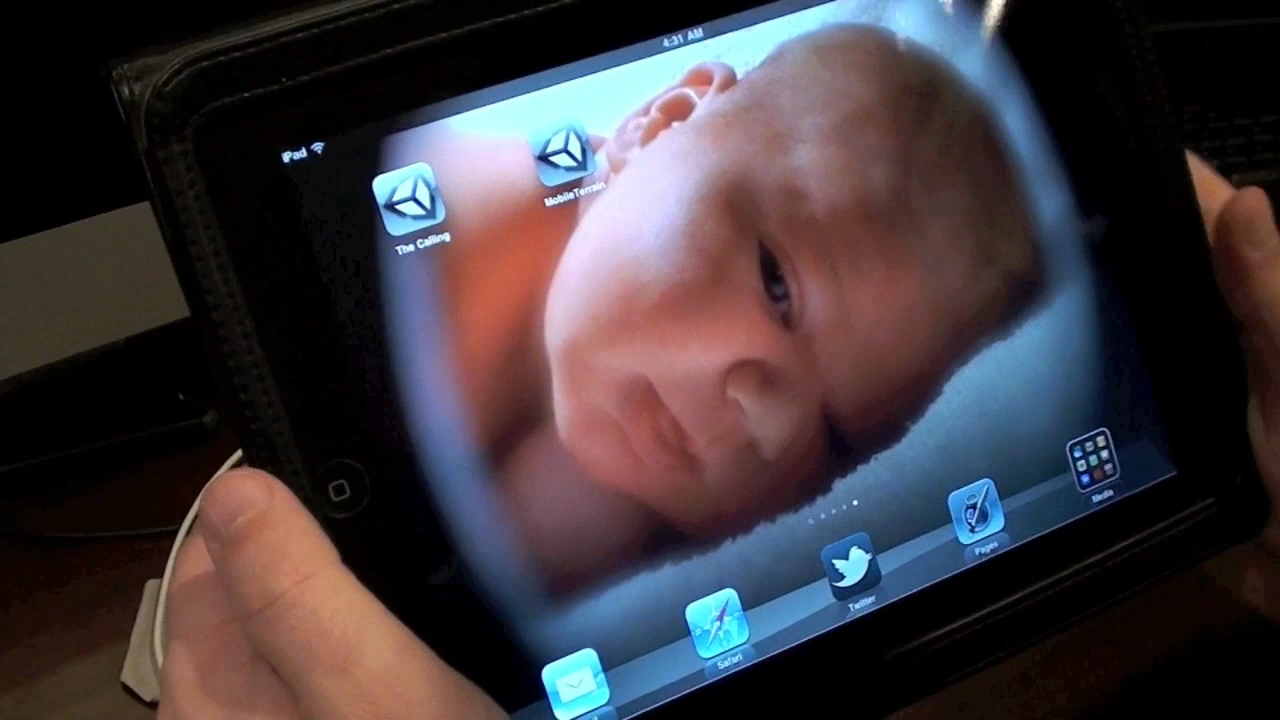 4:31 AM
iPad
The Calling
MobileTerrain
Safari
Twitter
Pages
Media